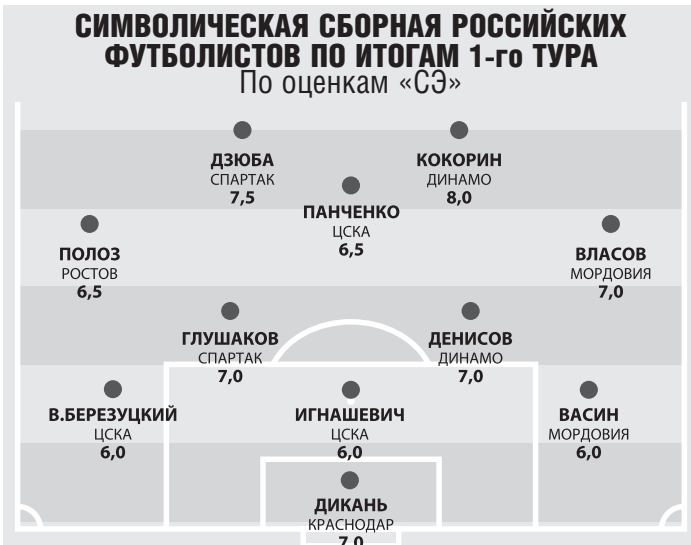 СИМВОЛИЧЕСКАЯ СБОРНАЯ РОССИЙСКИХ
ФУТБОЛИСТОВ ПО ИТОГАМ 1-го ТУРА
По оценкам «СЭ»
ДЗЮБА
СПАРТАК
7,5
КОКОРИН
ДИНАМО
8,0
ПАНЧЕНКО
ЦСКА
6,5
ПОЛОЗ
РОСТОВ
6,5
ВЛАСОВ
МОРДОВИЯ
7,0
ГЛУШАКОВ
СПАРТАК
7,0
ДЕНИСОВ
ДИНАМО
7,0
В.БЕРЕЗУЦКИЙ
ЦСКА
6,0
ИГНАШЕВИЧ
ЦСКА
6,0
ВАСИН
МОРДОВИЯ
6,0
ДИКАНЬ
КРАСНОДАР
7,0